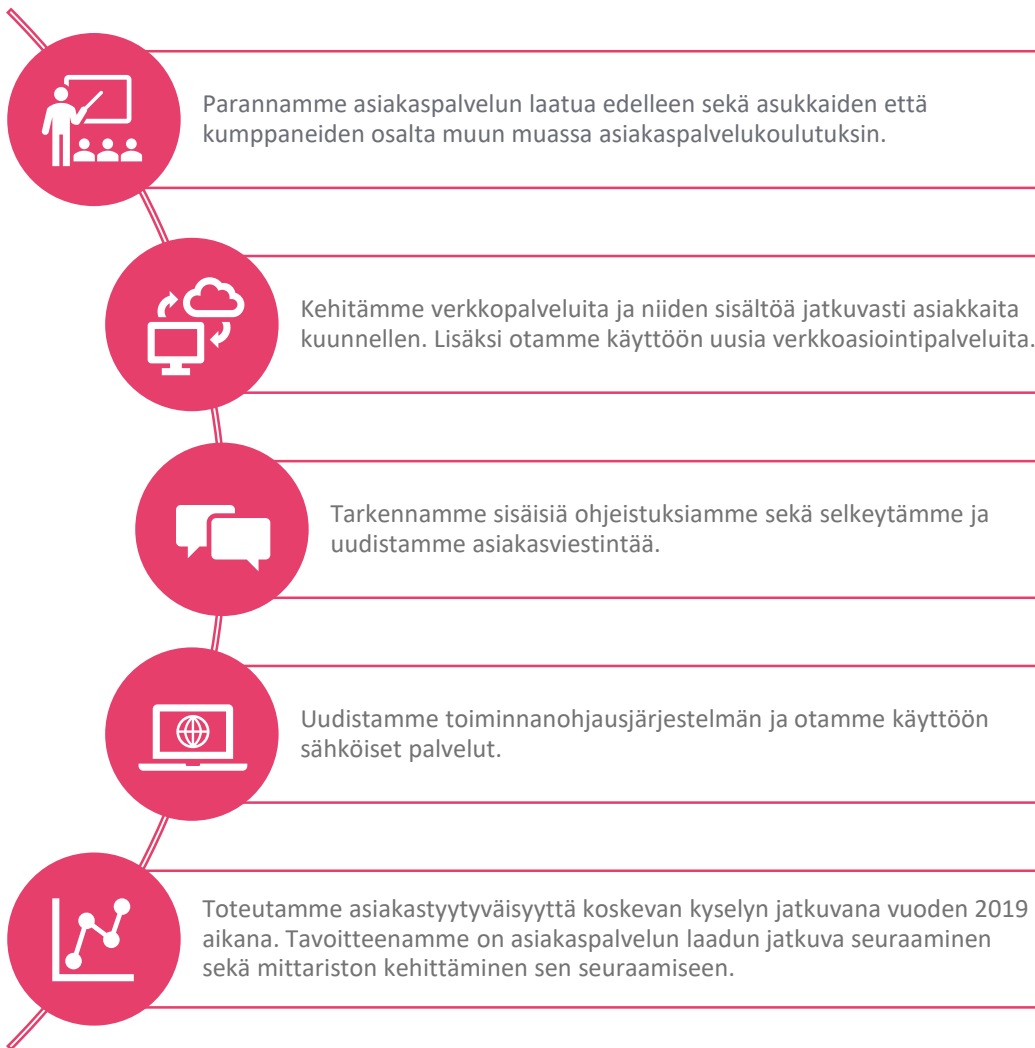 Parannamme asiakaspalvelun laatua edelleen sekä asukkaiden että
kumppaneiden osalta muun muassa asiakaspalvelukoulutuksin.
Kehitämme verkkopalveluita ja niiden sisältöä jatkuvasti asiakkaita
kuunnellen. Lisäksi otamme käyttöön uusia verkkoasiointipalveluita.
Tarkennamme sisäisiä ohjeistuksiamme sekä selkeytämme ja
uudistamme asiakasviestintää.
Uudistamme toiminnanohjausjärjestelmän ja otamme käyttöön
sähköiset palvelut.
Toteutamme asiakastyytyväisyyttä koskevan kyselyn jatkuvana vuoden 2019
aikana. Tavoitteenamme on asiakaspalvelun laadun jatkuva seuraaminen
sekä mittariston kehittäminen sen seuraamiseen.